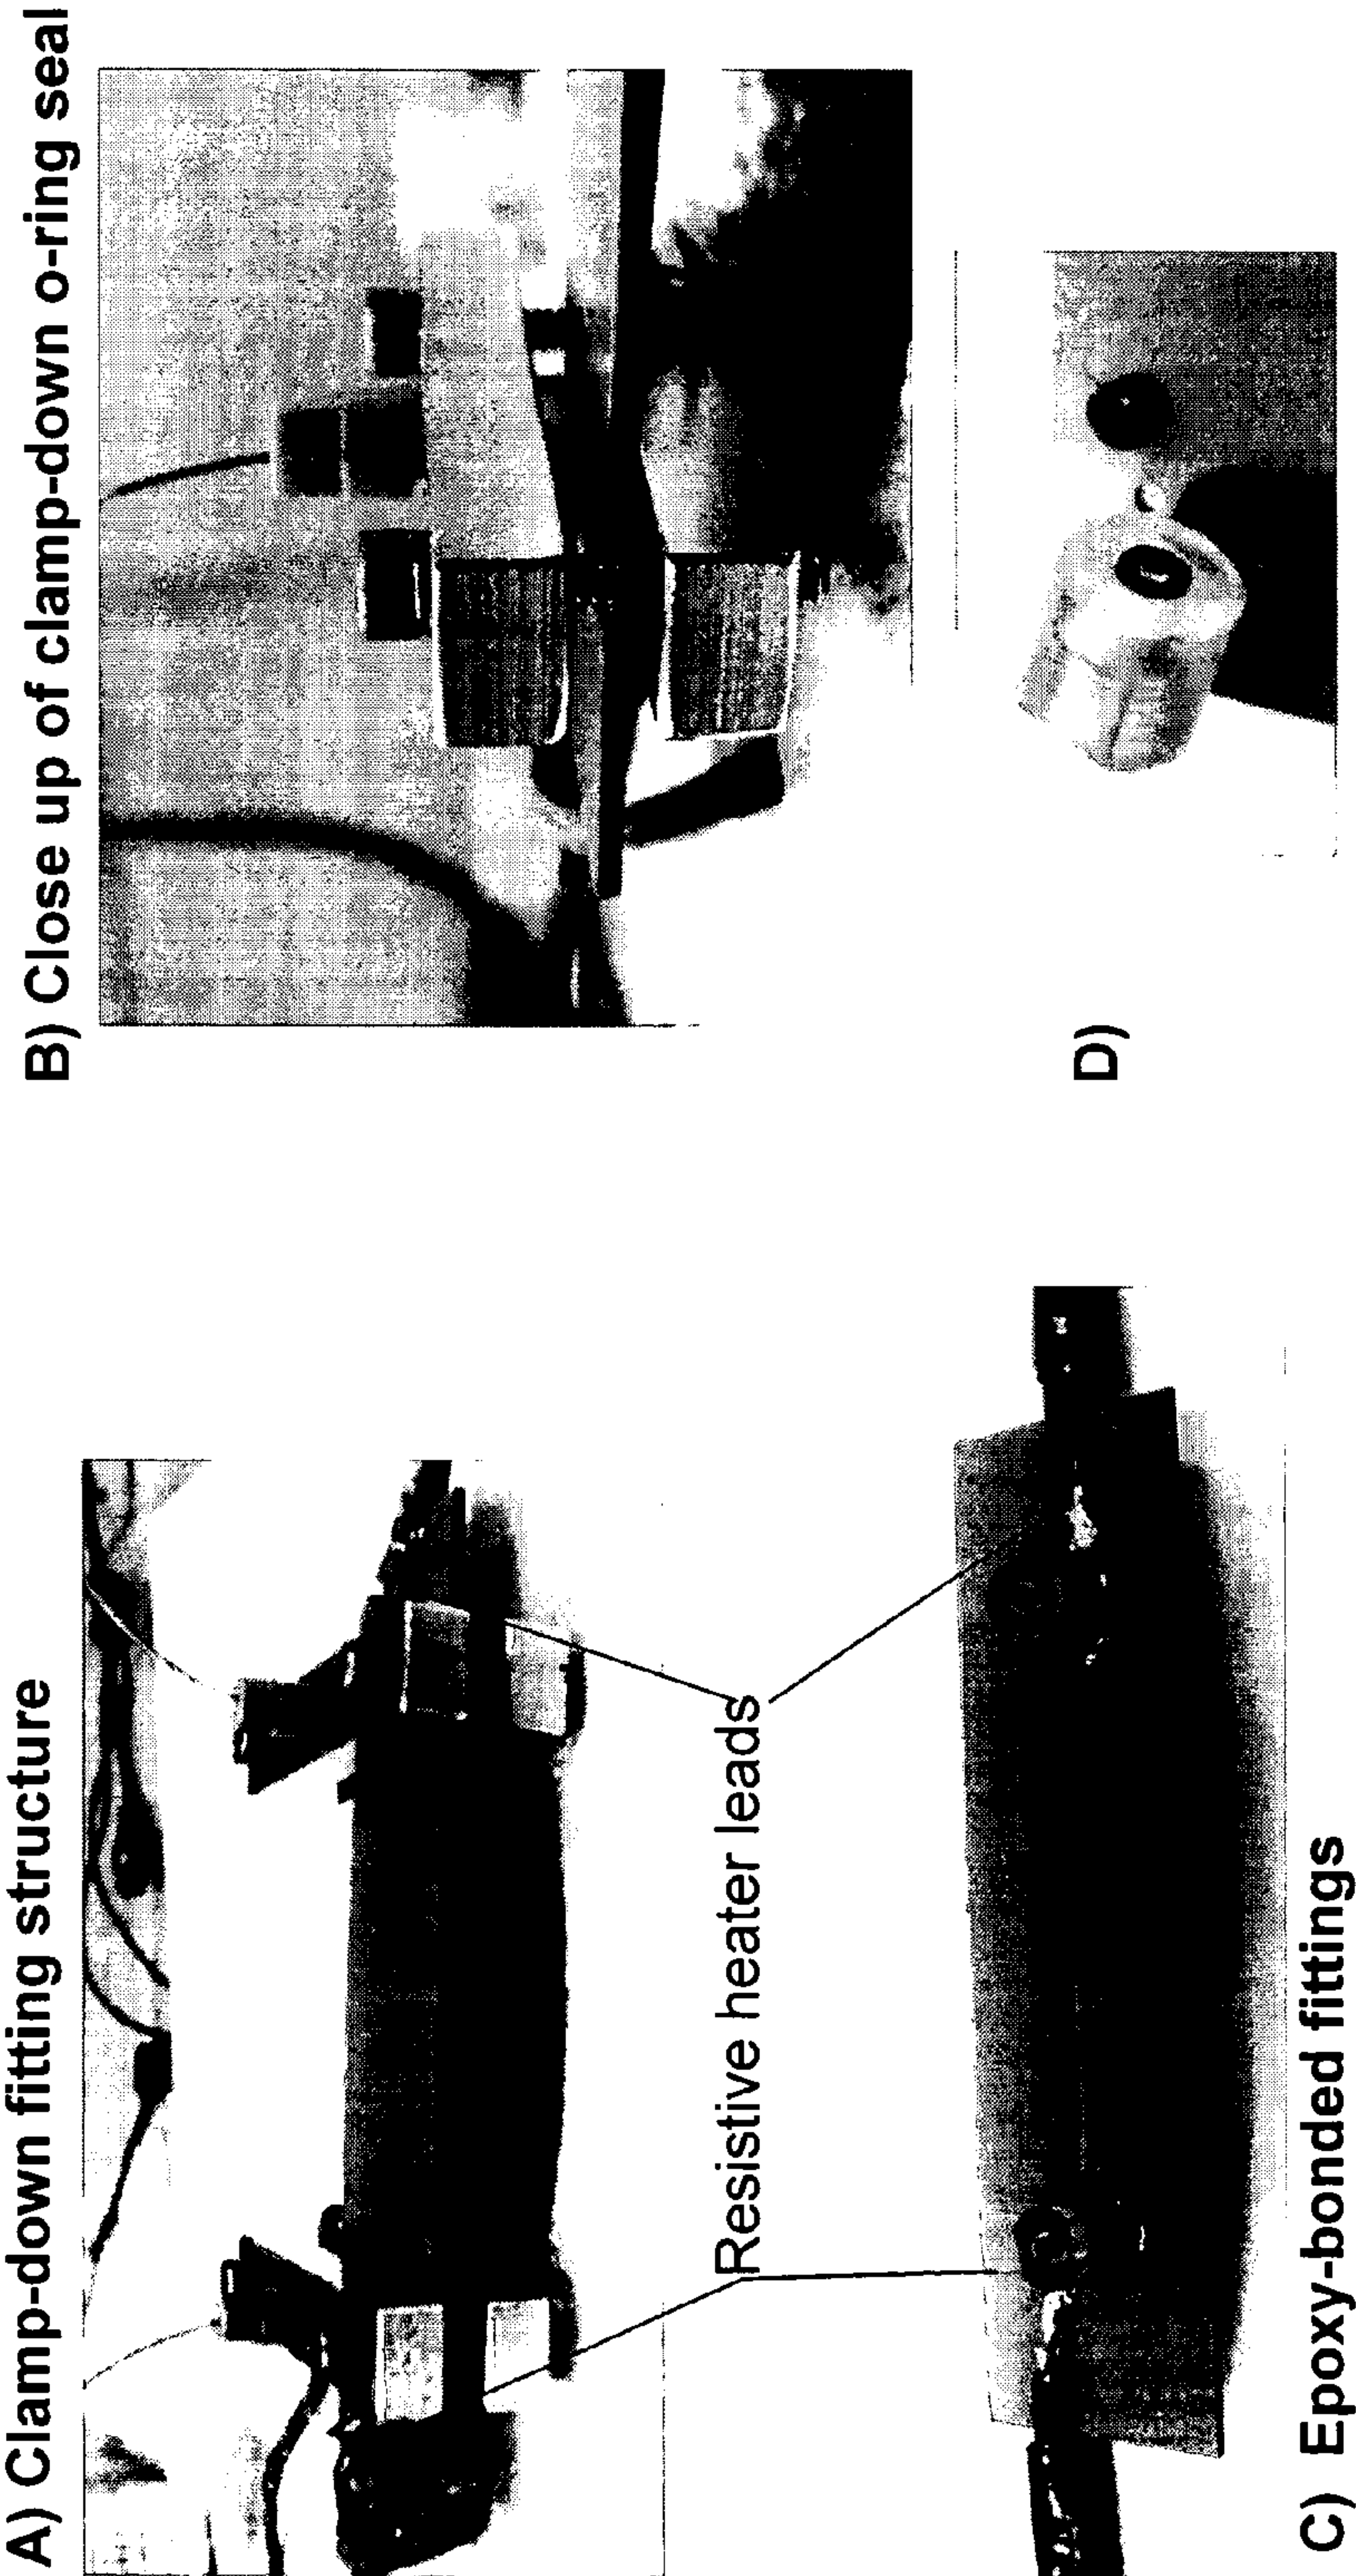 A) Clamp-down fitting structure
B) Close up of clamp-down o-ring seal
Resistive heater leads
C) Epoxy-bonded fittings
D)